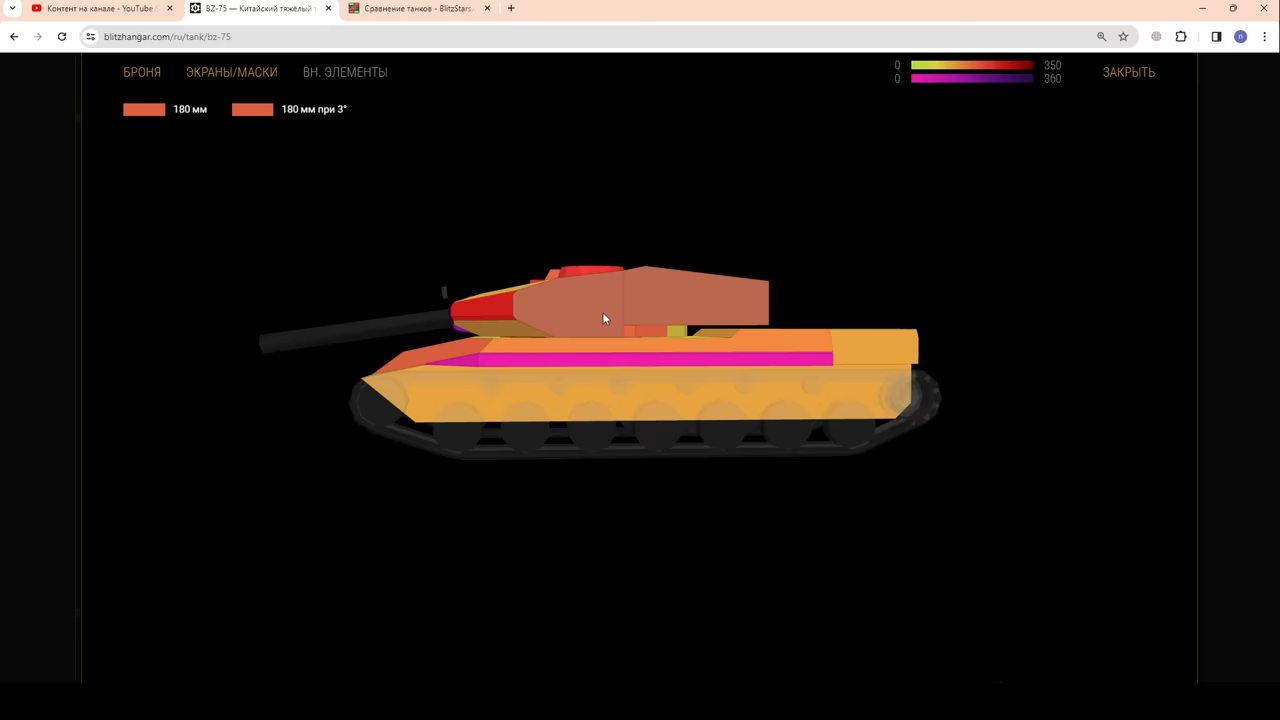 Контент на канале - YouTube
BZ-75 — Китайский тяжёлый т
Сравнение танков - BlitzStars
blitzhangar.com/ru/tank/bz-75
n
БРОНЯ ЭКРАНЫ/МАСКИ ВН. ЭЛЕМЕНТЫ 0 350 ЗАКРЫТЬ
0 360
180 мм 180 мм при 3°